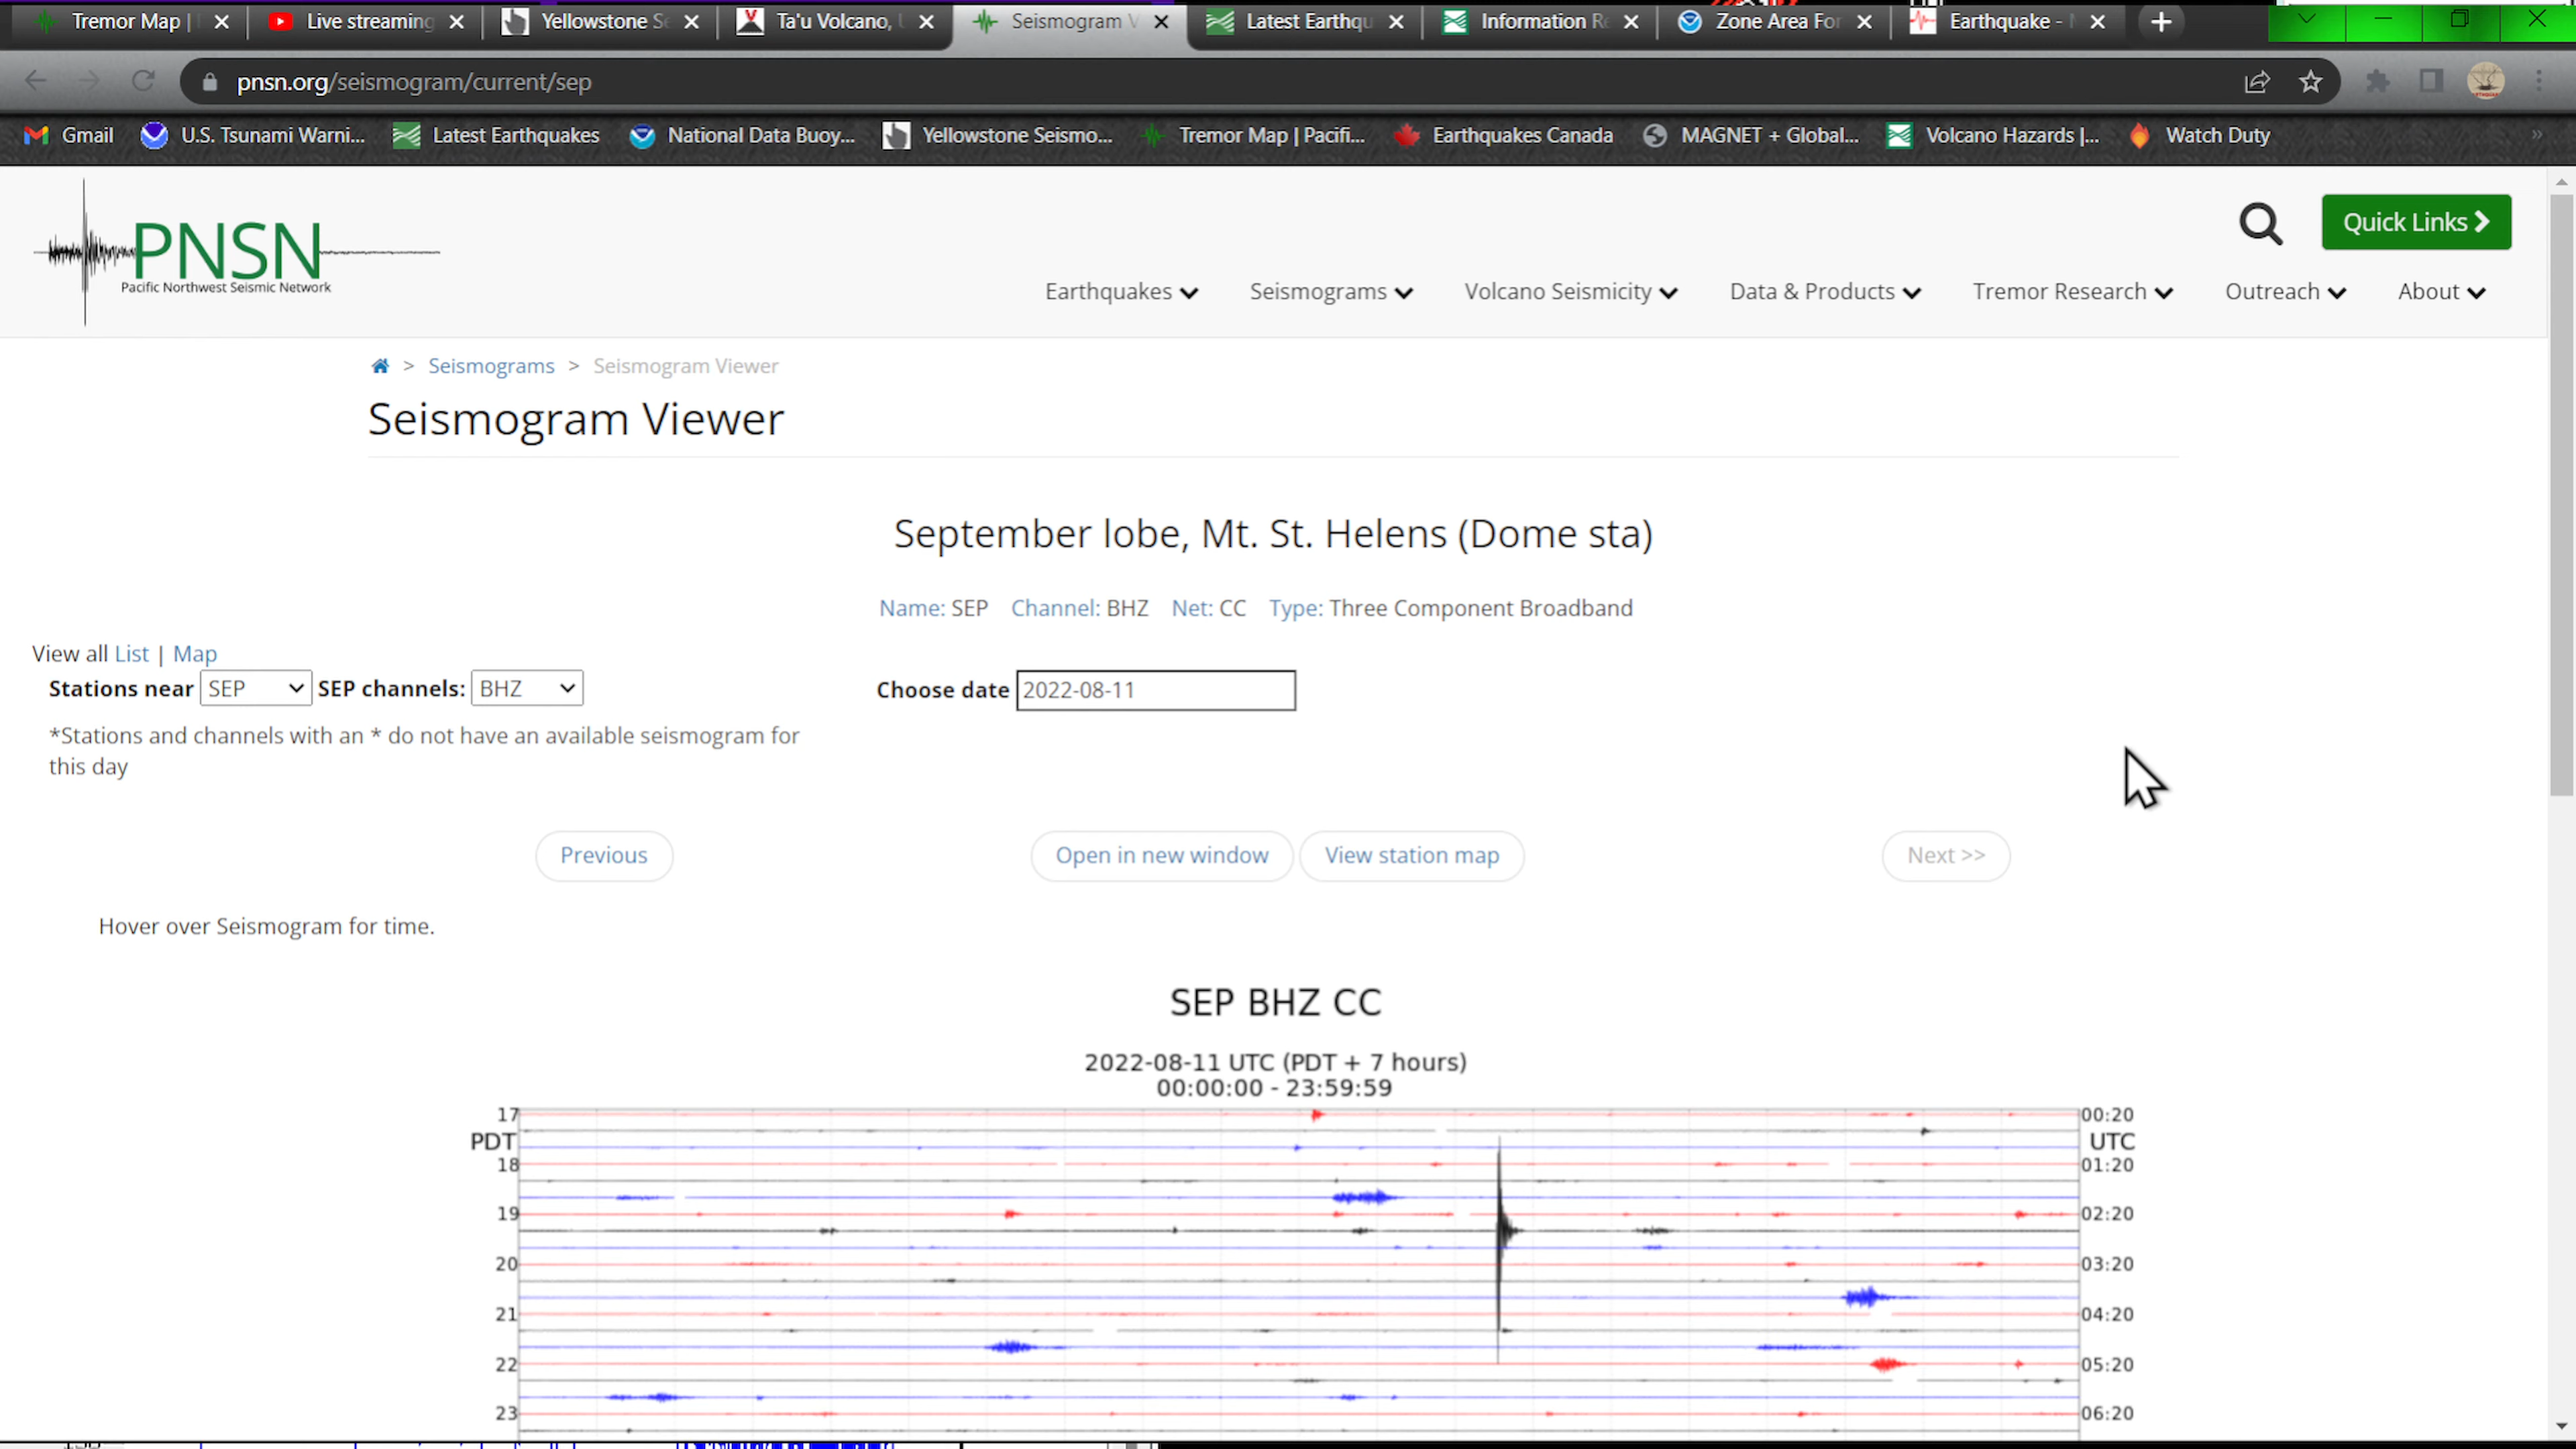 Tremor Map |
Live streaming
Yellowstone Se
Ta'u Volcano, U
Seismogram V
Latest Earthqu
Information Re
Zone Area For
Earthquake - M
pnsn.org/seismogram/current/sep
Gmail
U.S. Tsunami Warni...
Latest Earthquakes
National Data Buoy...
Yellowstone Seismo...
Tremor Map | Pacifi...
Earthquakes Canada
MAGNET + Global...
Volcano Hazards |...
Watch Duty
PNSN
Pacific Northwest Seismic Network
Quick Links
Earthquakes
Seismograms
Volcano Seismicity
Data & Products
Tremor Research
Outreach
About
> Seismograms > Seismogram Viewer
Seismogram Viewer
September lobe, Mt. St. Helens (Dome sta)
Name: SEP Channel: BHZ Net: CC Type: Three Component Broadband
View all List | Map
Stations near SEP SEP channels: BHZ
Choose date 2022-08-11
*Stations and channels with an * do not have an available seismogram for
this day
Previous
Open in new window
View station map
Next >>
Hover over Seismogram for time.
SEP BHZ CC
2022-08-11 UTC (PDT + 7 hours)
00:00:00 - 23:59:59
17 00:20
PDT UTC
18 01:20
19 02:20
20 03:20
21 04:20
22 05:20
23 06:20